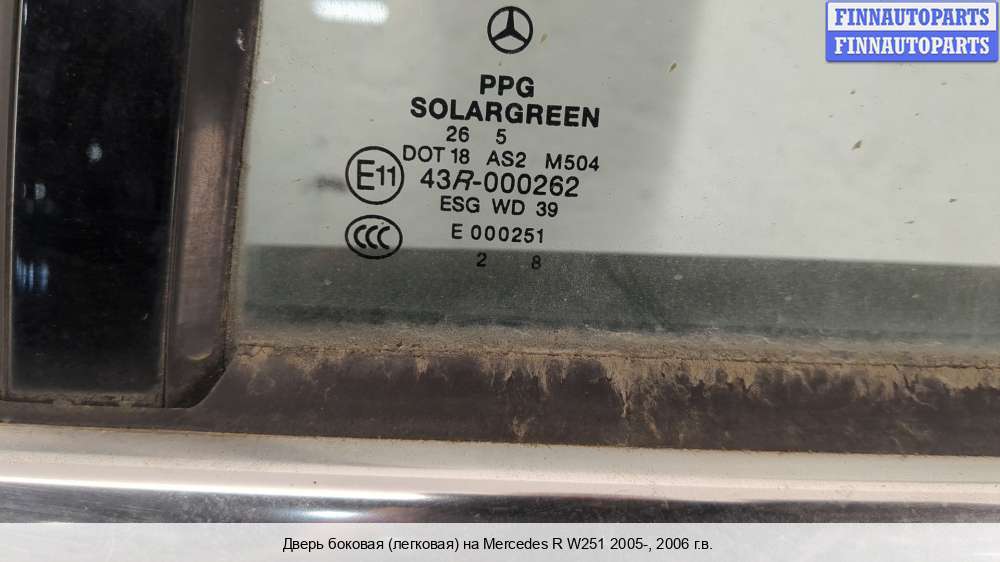 FINNAUTOPARTS
FINNAUTOPARTS
PPG
SOLARGREEN
26 5
DOT 18 AS2 M504
E11 43R-000262
ESG WD 39
CCC E 000251
2 8
Дверь боковая (легковая) на Mercedes R W251 2005-, 2006 г.в.